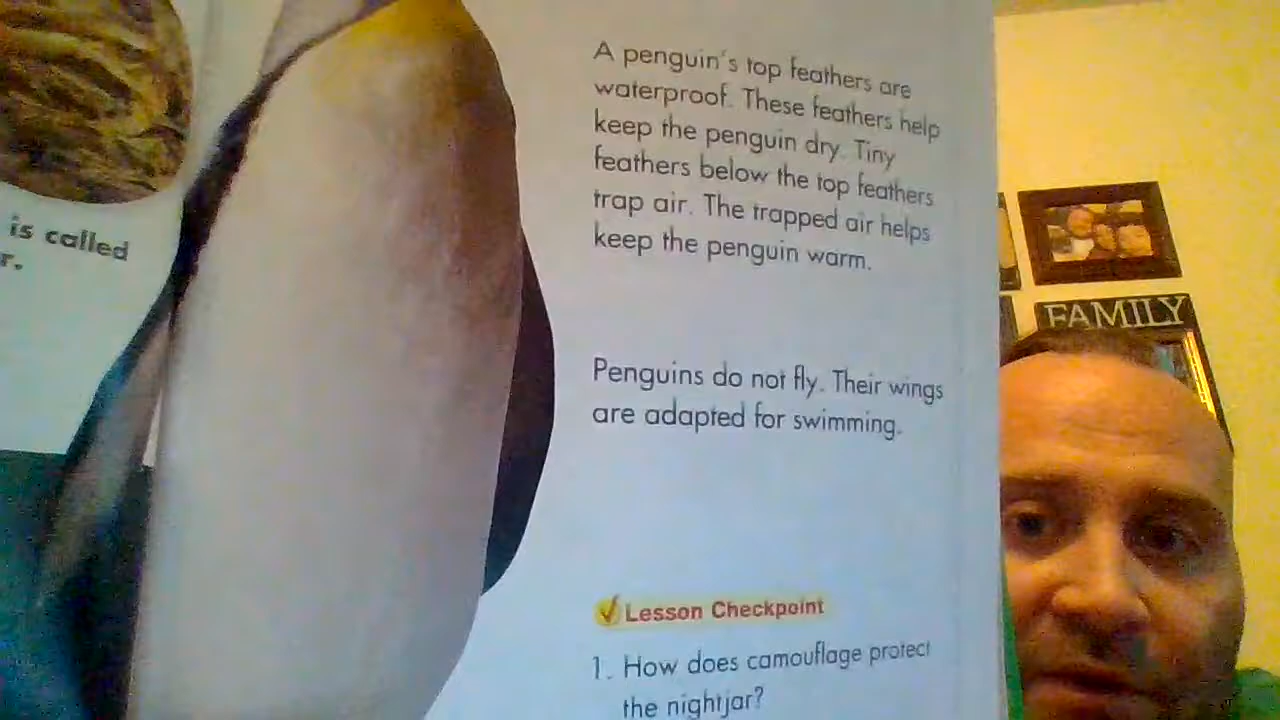 is called
r.
A penguin's top feathers are
waterproof. These feathers help
keep the penguin dry. Tiny
feathers below the top feathers
trap air. The trapped air helps
keep the penguin warm.
Penguins do not fly. Their wings
are adapted for swimming.
Lesson Checkpoint
1. How does camouflage protect
the nightjar?
FAMILY